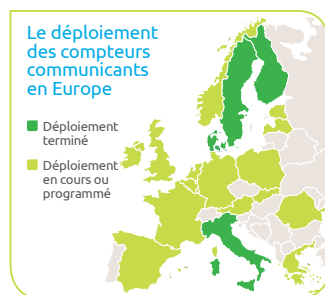 Le déploiement
des compteurs
communicants
en Europe
Déploiement
terminé
Déploiement
en cours ou
programmé